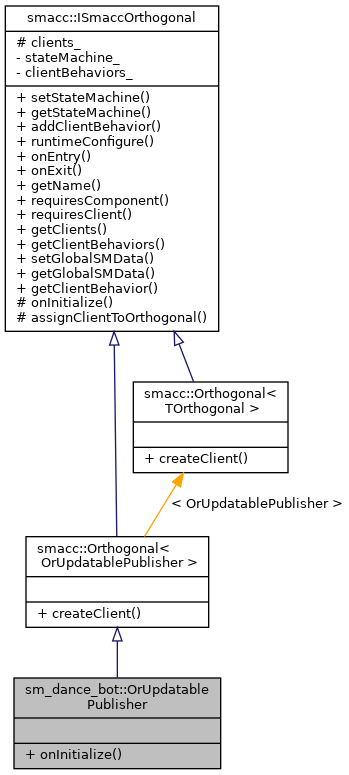 smacc::ISmaccOrthogonal
# clients_
- stateMachine_
- clientBehaviors_
+ setStateMachine()
+ getStateMachine()
+ addClientBehavior()
+ runtimeConfigure()
+ onEntry()
+ onExit()
+ getName()
+ requiresComponent()
+ requiresClient()
+ getClients()
+ getClientBehaviors()
+ setGlobalSMData()
+ getGlobalSMData()
+ getClientBehavior()
# onInitialize()
# assignClientToOrthogonal()
smacc::Orthogonal<
TOrthogonal >
+ createClient()
< OrUpdatablePublisher >
smacc::Orthogonal<
OrUpdatablePublisher >
+ createClient()
sm_dance_bot::OrUpdatable
Publisher
+ onInitialize()